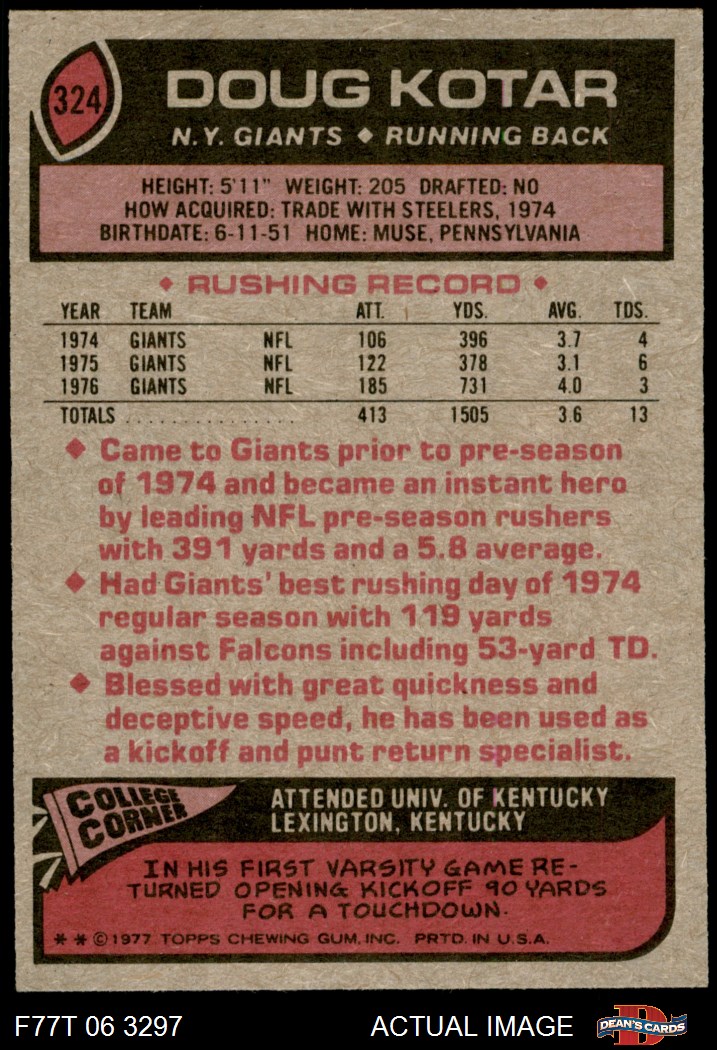 324
DOUG KOTAR
N.Y. GIANTS ◆ RUNNING BACK
HEIGHT: 5'11" WEIGHT: 205 DRAFTED: NO
HOW ACQUIRED: TRADE WITH STEELERS, 1974
BIRTHDATE: 6-11-51 HOME: MUSE, PENNSYLVANIA
◆ RUSHING RECORD ◆
YEAR TEAM ATT. YDS. AVG. TDS.
1974 GIANTS NFL 106 396 3.7 4
1975 GIANTS NFL 122 378 3.1 6
1976 GIANTS NFL 185 731 4.0 3
TOTALS . . . . . . . . . . . . . . . 413 1505 3.6 13
◆ Came to Giants prior to pre-season
of 1974 and became an instant hero
by leading NFL pre-season rushers
with 391 yards and a 5.8 average.
◆ Had Giants' best rushing day of 1974
regular season with 119 yards
against Falcons including 53-yard TD.
◆ Blessed with great quickness and
deceptive speed, he has been used as
a kickoff and punt return specialist.
COLLEGE
CORNER
ATTENDED UNIV. OF KENTUCKY
LEXINGTON, KENTUCKY
IN HIS FIRST VARSITY GAME RE-
TURNED OPENING KICKOFF 90 YARDS
FOR A TOUCHDOWN.
* * © 1977 TOPPS CHEWING GUM, INC. PRTD. IN U.S.A.
F77T 06 3297 ACTUAL IMAGE
D
DEAN'S CARDS